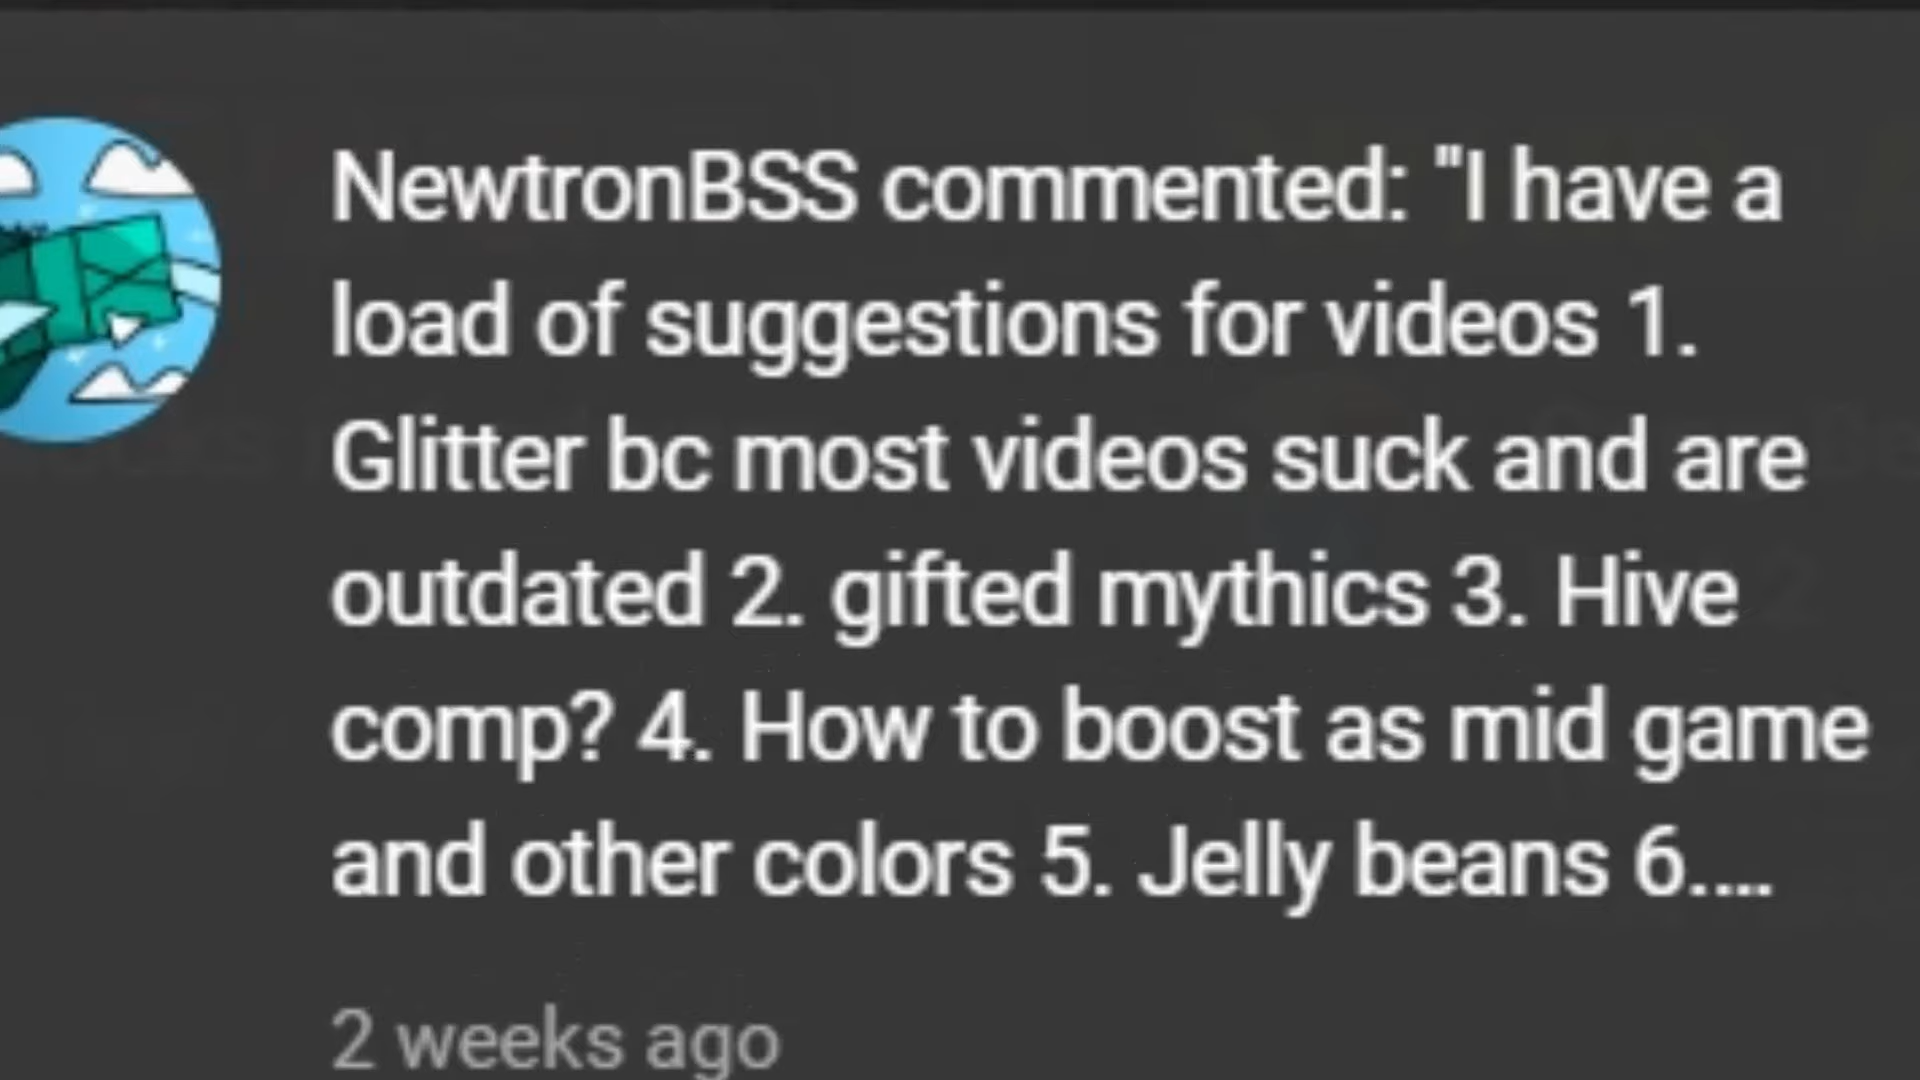 NewtronBSS commented: "I have a
load of suggestions for videos 1.
Glitter bc most videos suck and are
outdated 2. gifted mythics 3. Hive
comp? 4. How to boost as mid game
and other colors 5. Jelly beans 6....
2 weeks ago